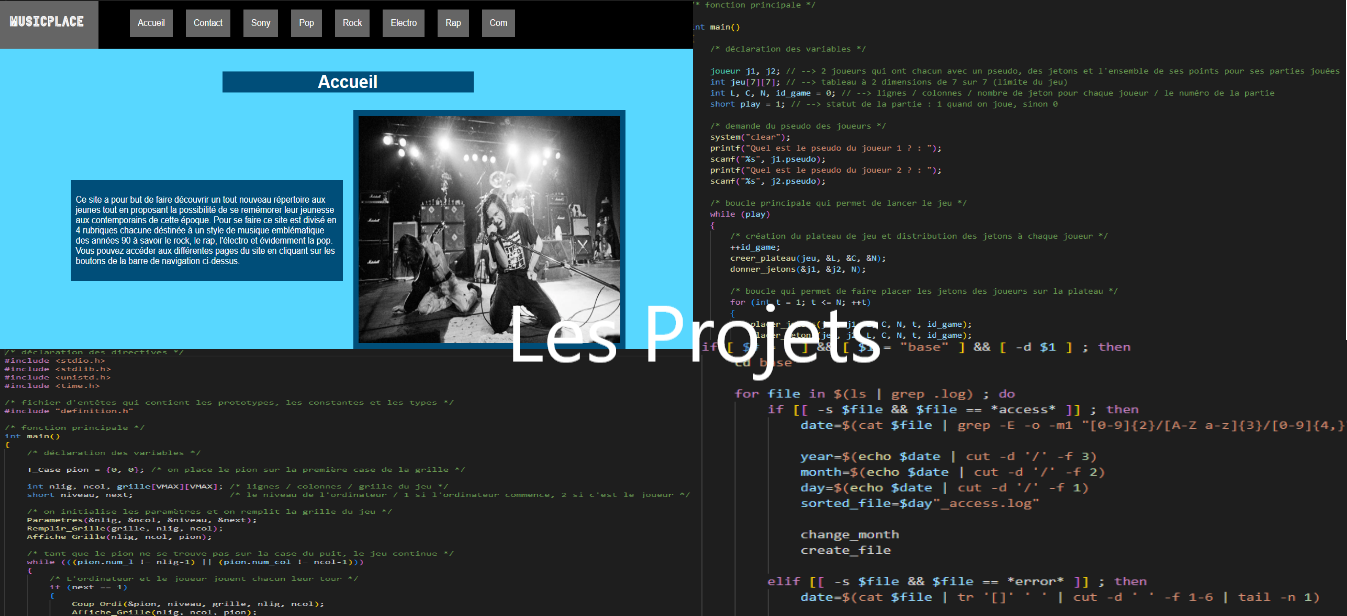 MUSICPLACE
Accueil Contact Sony Pop Rock Electro Rap Com
Accueil
Ce site a pour but de faire découvrir un tout nouveau répertoire aux
jeunes tout en proposant la possibilité de se remémorer leur jeunesse
aux contemporains de cette époque. Pour se faire ce site est divisé en
4 rubriques chacune déstinée à un style de musique emblématique
des années 90 à savoir le rock, le rap, l'électro et évidemment la pop.
Vous pouvez accéder aux différentes pages du site en cliquant sur les
boutons de la barre de navigation ci-dessus.
* fonction principale */
nt main()
/* déclaration des variables */
joueur j1, j2; // --> 2 joueurs qui ont chacun avec un pseudo, des jetons et l'ensemble de ses points pour ses parties jouées
int jeu[7][7]; // --> tableau à 2 dimensions de 7 sur 7 (limite du jeu)
int L, C, N, id_game = 0; // --> lignes / colonnes / nombre de jeton pour chaque joueur / le numéro de la partie
short play = 1; // --> statut de la partie : 1 quand on joue, sinon 0
/* demande du pseudo des joueurs */
system("clear");
printf("Quel est le pseudo du joueur 1 ? : ");
scanf("%s", j1.pseudo);
printf("Quel est le pseudo du joueur 2 ? : ");
scanf("%s", j2.pseudo);
/* boucle principale qui permet de lancer le jeu */
while (play)
{
/* création du plateau de jeu et distribution des jetons à chaque joueur */
++id_game;
creer_plateau(jeu, &L, &C, &N);
donner_jetons(&j1, &j2, N);
/* boucle qui permet de faire placer les jetons des joueurs sur la plateau */
for (int t = 1; t <= N; ++t)
{
C, N, t, id_game);
C, N, t, id_game);
Les Projets
/* déclaration des directives */
#include <stdio.h>
#include <stdlib.h>
#include <unistd.h>
#include <time.h>
/* fichier d'entêtes qui contient les prototypes, les constantes et les types */
#include "definition.h"
/* fonction principale */
int main()
{
/* déclaration des variables */
T_Case pion = {0, 0}; /* on place le pion sur la première case de la grille */
int nlig, ncol, grille[VMAX][VMAX]; /* lignes / colonnes / grille du jeu */
short niveau, next; /* le niveau de l'ordinateur / 1 si l'ordinateur commence, 2 si c'est le joueur */
/* on initialise les paramètres et on remplit la grille du jeu */
Parametres(&nlig, &ncol, &niveau, &next);
Remplir_Grille(grille, nlig, ncol);
Affiche_Grille(nlig, ncol, pion);
/* tant que le pion ne se trouve pas sur la case du puit, le jeu continue */
while (((pion.num_l != nlig-1) || (pion.num_col != ncol-1)))
{
/* L'ordinateur et le joueur jouent chacun leur tour */
if (next == 1)
{
Coup_Ordi(&pion, niveau, grille, nlig, ncol);
Affiche_Grille(nlig, ncol, pion);
if [ ] && [ = "base" ] && [ -d $1 ] ; then
cd base
for file in $(ls | grep .log) ; do
if [[ -s $file && $file == *access* ]] ; then
date=$(cat $file | grep -E -o -m1 "[0-9]{2}/[A-Z a-z]{3}/[0-9]{4,}
year=$(echo $date | cut -d '/' -f 3)
month=$(echo $date | cut -d '/' -f 2)
day=$(echo $date | cut -d '/' -f 1)
sorted_file=$day"_access.log"
change_month
create_file
elif [[ -s $file && $file == *error* ]] ; then
date=$(cat $file | tr '[]' ' ' | cut -d ' ' -f 1-6 | tail -n 1)